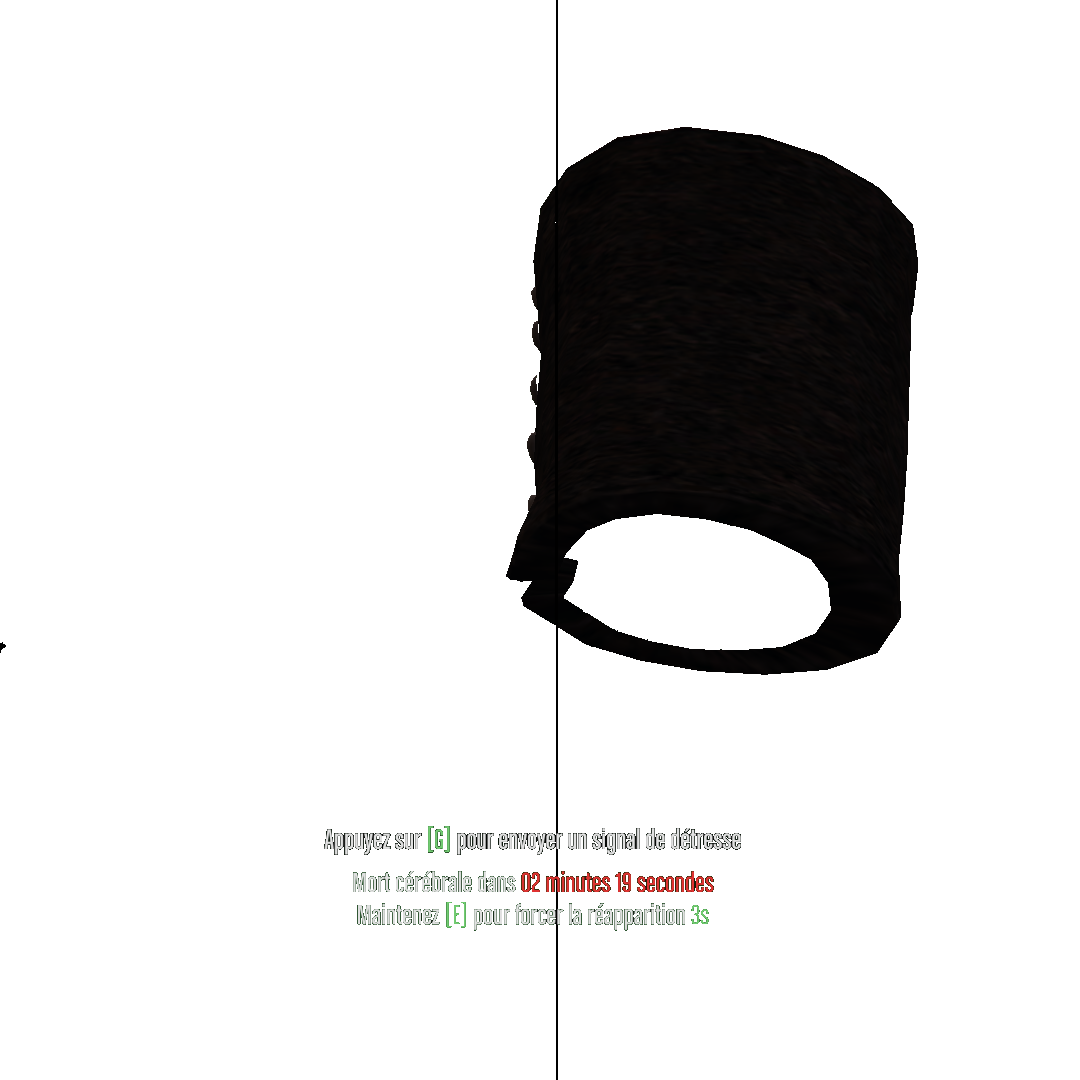 Appuyez sur [G] pour envoyer un signal de détresse
Mort cérébrale dans 02 minutes 19 secondes
Maintenez [E] pour forcer la réapparition 3s